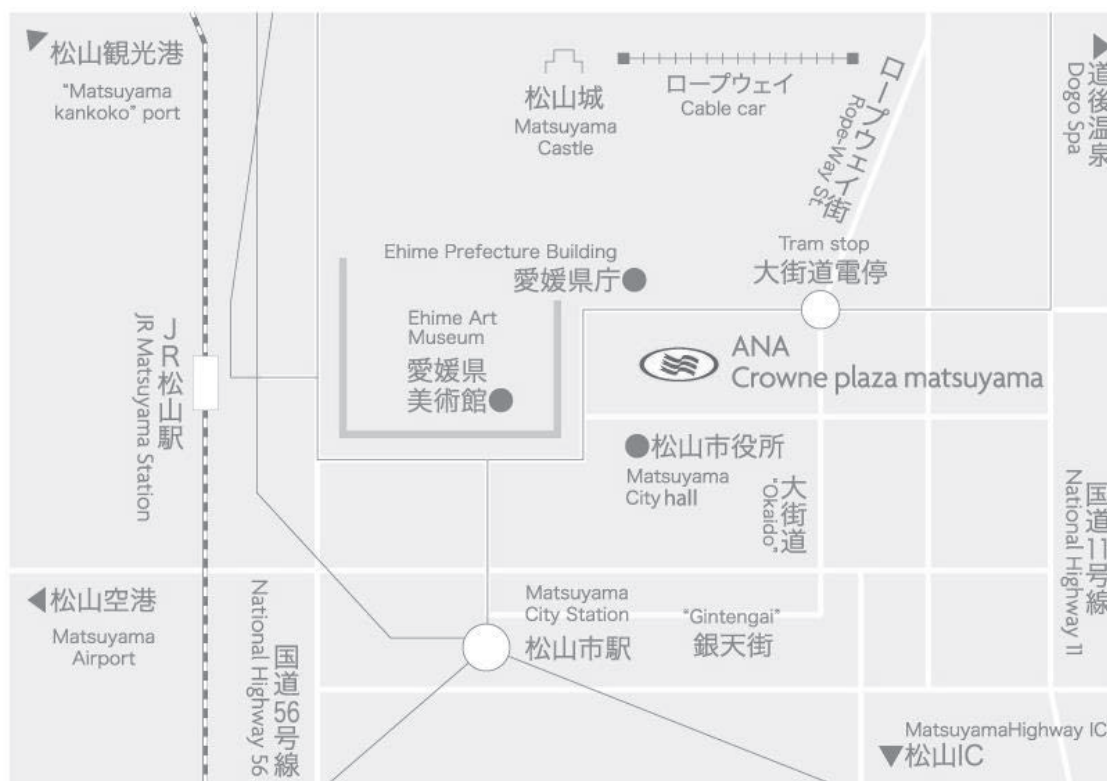 松山観光港
"Matsuyama
kankoko" port
松山城
Matsuyama
Castle
ロープウェイ
Cable car
ロープウェイ街
Rope-Way St.
道後温泉
Dogo Spa
Ehime Prefecture Building
愛媛県庁
Tram stop
大街道電停
Ehime Art
Museum
愛媛県
美術館
ANA
Crowne plaza matsuyama
JR松山駅
JR Matsuyama Station
松山市役所
Matsuyama
City hall
大街道
"Okaido"
国道11号線
National Highway 11
松山空港
Matsuyama
Airport
国道56号線
National Highway 56
Matsuyama
City Station
松山市駅
"Gintengai"
銀天街
MatsuyamaHighway IC
松山IC